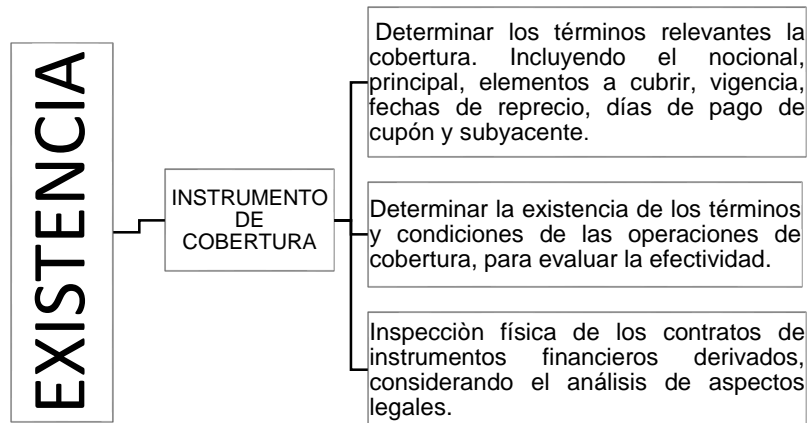 EXISTENCIA
INSTRUMENTO
DE
COBERTURA
Determinar los términos relevantes la
cobertura. Incluyendo el nocional,
principal, elementos a cubrir, vigencia,
fechas de reprecio, días de pago de
cupón y subyacente.
Determinar la existencia de los términos
y condiciones de las operaciones de
cobertura, para evaluar la efectividad.
Inspecciòn física de los contratos de
instrumentos financieros derivados,
considerando el análisis de aspectos
legales.